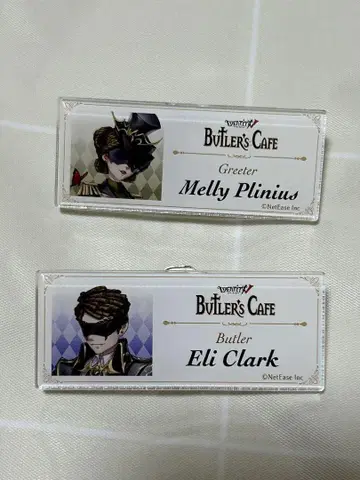 IDENTITY V
BUTLER'S CAFE
Greeter
Melly Plinius
©NetEase Inc
IDENTITY V
BUTLER'S CAFE
Butler
Eli Clark
©NetEase Inc